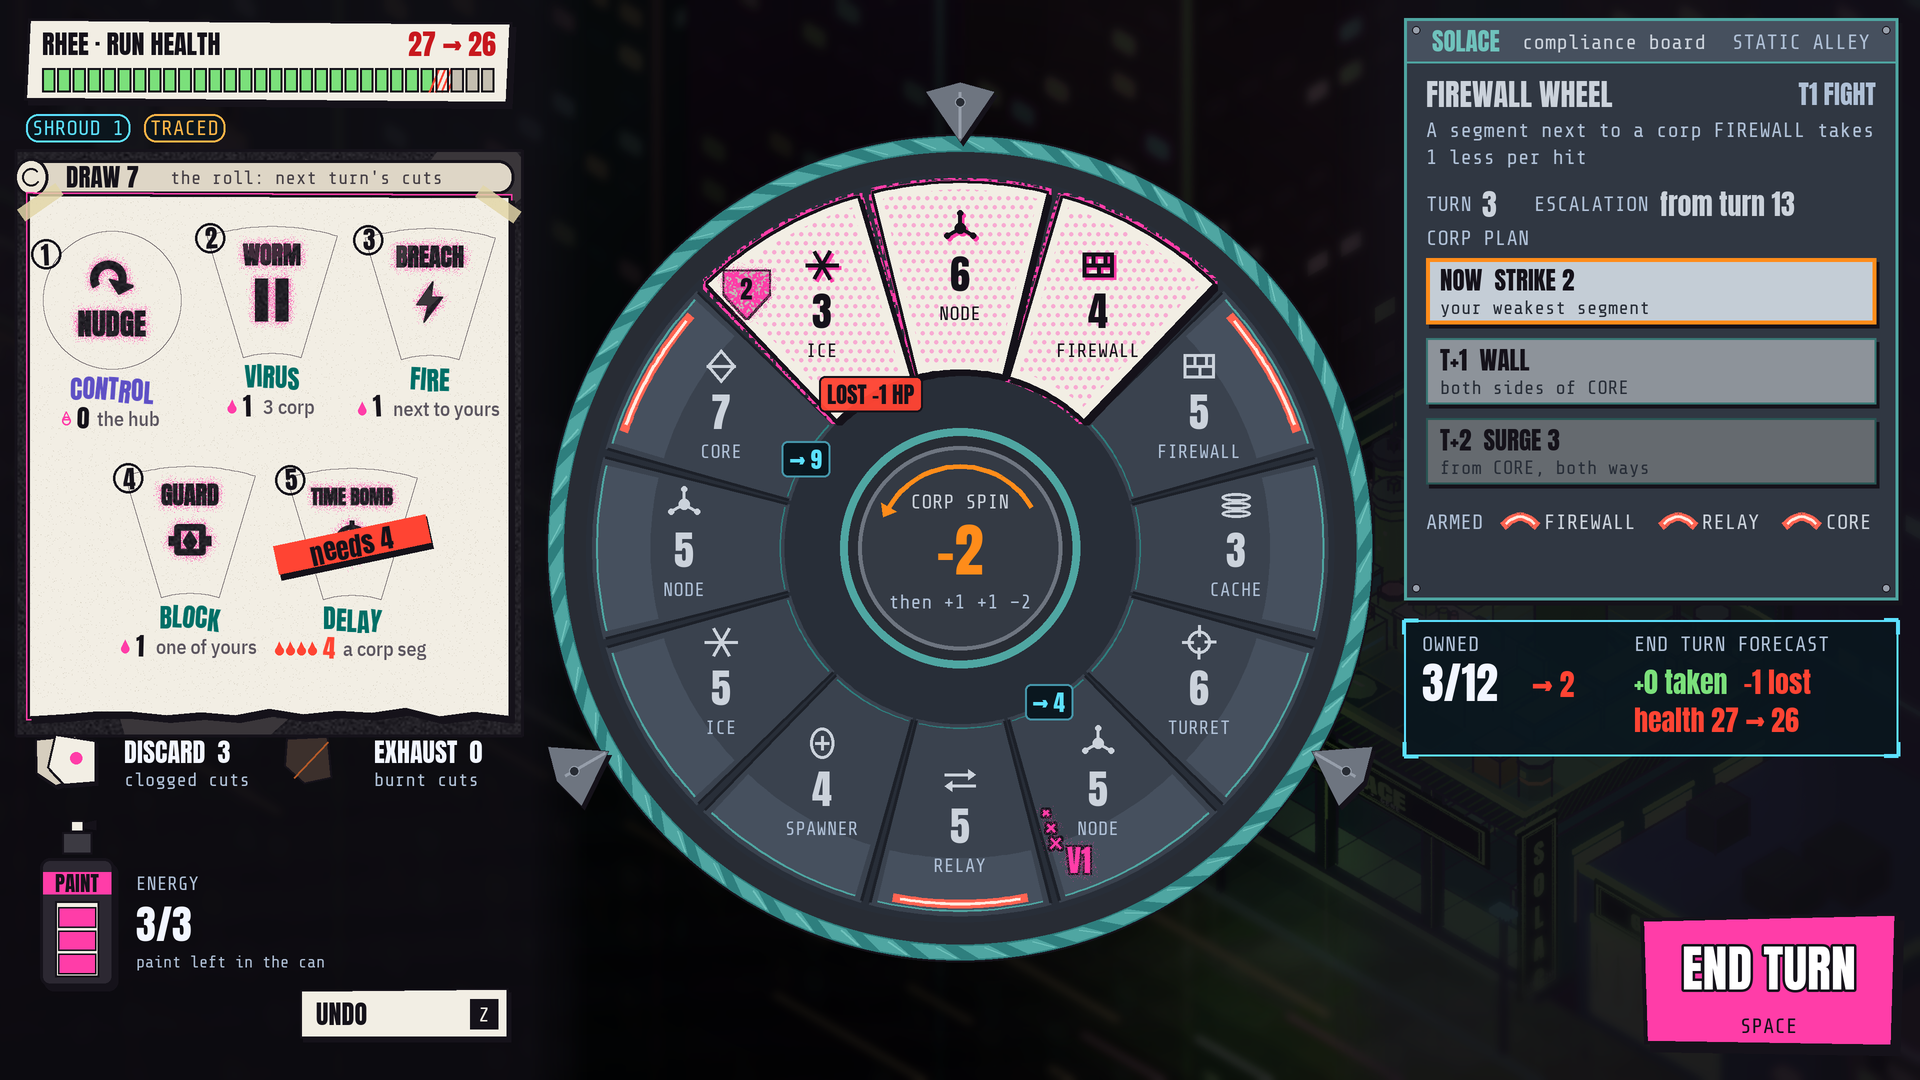 RHEE · RUN HEALTH 27 → 26
SHROUD 1 TRACED
DRAW 7 the roll: next turn's cuts
1 NUDGE
CONTROL
0 the hub
2 WORM
VIRUS
1 3 corp
3 BREACH
FIRE
1 next to yours
4 GUARD
BLOCK
1 one of yours
5 TIME BOMB
needs 4
DELAY
4 a corp seg
DISCARD 3
clogged cuts
EXHAUST 0
burnt cuts
PAINT
ENERGY
3/3
paint left in the can
UNDO Z
2
3
ICE
6
NODE
4
FIREWALL
LOST -1 HP
5
FIREWALL
3
CACHE
6
TURRET
5
NODE
V1
→ 4
5
RELAY
4
SPAWNER
5
ICE
5
NODE
7
CORE
→ 9
CORP SPIN
-2
then +1 +1 -2
SOLACE compliance board STATIC ALLEY
FIREWALL WHEEL T1 FIGHT
A segment next to a corp FIREWALL takes
1 less per hit
TURN 3 ESCALATION from turn 13
CORP PLAN
NOW STRIKE 2
your weakest segment
T+1 WALL
both sides of CORE
T+2 SURGE 3
from CORE, both ways
ARMED FIREWALL RELAY CORE
OWNED
3/12 → 2
END TURN FORECAST
+0 taken -1 lost
health 27 → 26
END TURN
SPACE